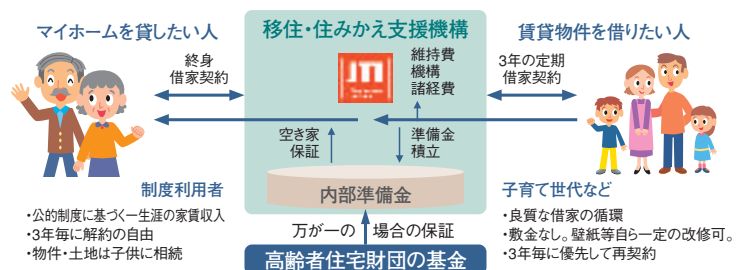 マイホームを貸したい人
移住・住みかえ支援機構
賃貸物件を借りたい人
終身
借家契約
維持費
機構
諸経費
3年の定期
借家契約
空き家
保証
準備金
積立
内部準備金
制度利用者
・公的制度に基づく一生涯の家賃収入
・3年毎に解約の自由
・物件・土地は子供に相続
子育て世代など
・良質な借家の循環
・敷金なし。壁紙等自ら一定の改修可。
・3年毎に優先して再契約
万が一の 場合の保証
高齢者住宅財団の基金